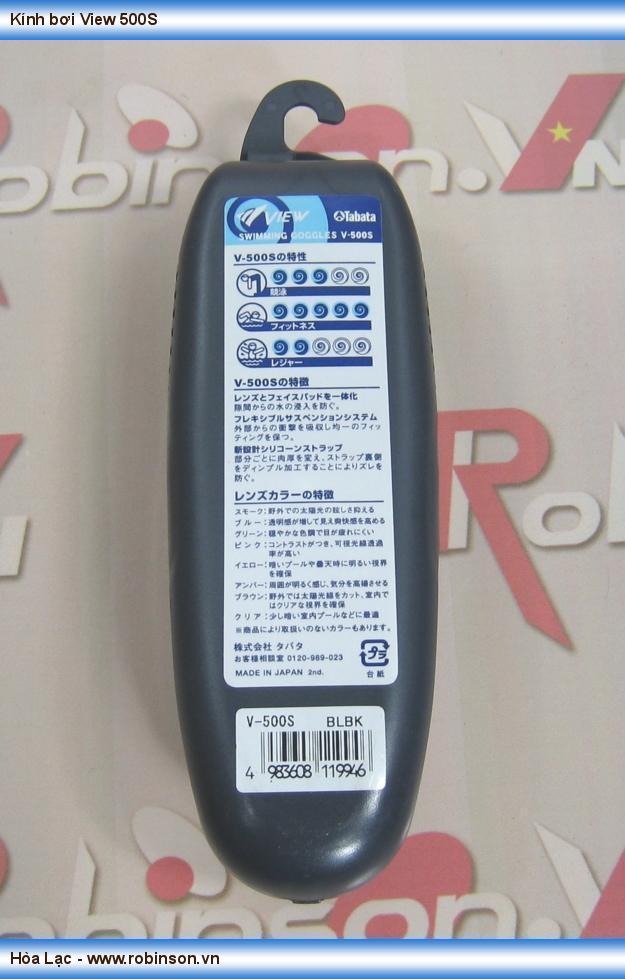 Kính bơi View 500S
Robinson.VN
VIEW Tabata
SWIMMING GOGGLES V-500S
V-500Sの特性
競泳
フィットネス
レジャー
V-500Sの特徴
レンズとフェイスパッドを一体化
隙間からの水の浸入を防ぐ。
フレキシブルサスペンションシステム
外部からの衝撃を吸収し均一のフィッ
ティングを保つ。
新設計シリコーンストラップ
部分ごとに肉厚を変え、ストラップ裏側
をディンプル加工することによりズレを
防ぐ。
レンズカラーの特徴
スモーク：野外での太陽光の眩しさ抑える
ブルー：透明感が増して見え爽快感を高める
グリーン：穏やかな色調で目が疲れにくい
ピンク：コントラストがつき、可視光線透過
率が高い
イエロー：暗いプールや曇天時に明るい視界
を確保
アンバー：周囲が明るく感じ、気分を高揚させる
ブラウン：野外では太陽光線をカット、室内で
はクリアな視界を確保
クリア：少し暗い室内プールなどに最適
※商品により取扱いのないカラーもあります。
株式会社 タバタ
お客様相談室 0120-989-023
MADE IN JAPAN 2nd.
プラ
台紙
V-500S BLBK
4 983608 119946
Robin
Robinson.VN
Hòa Lạc - www.robinson.vn